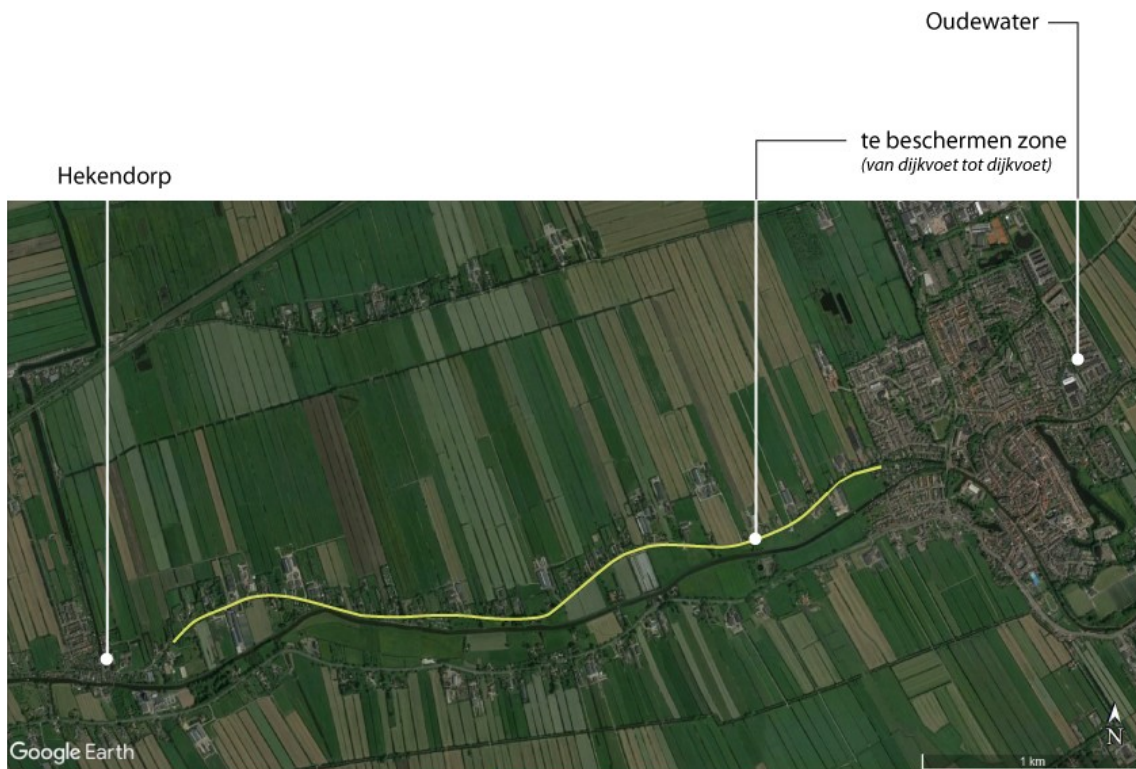 Oudewater
te beschermen zone
(van dijkvoet tot dijkvoet)
Hekendorp
Google Earth
N
1 km